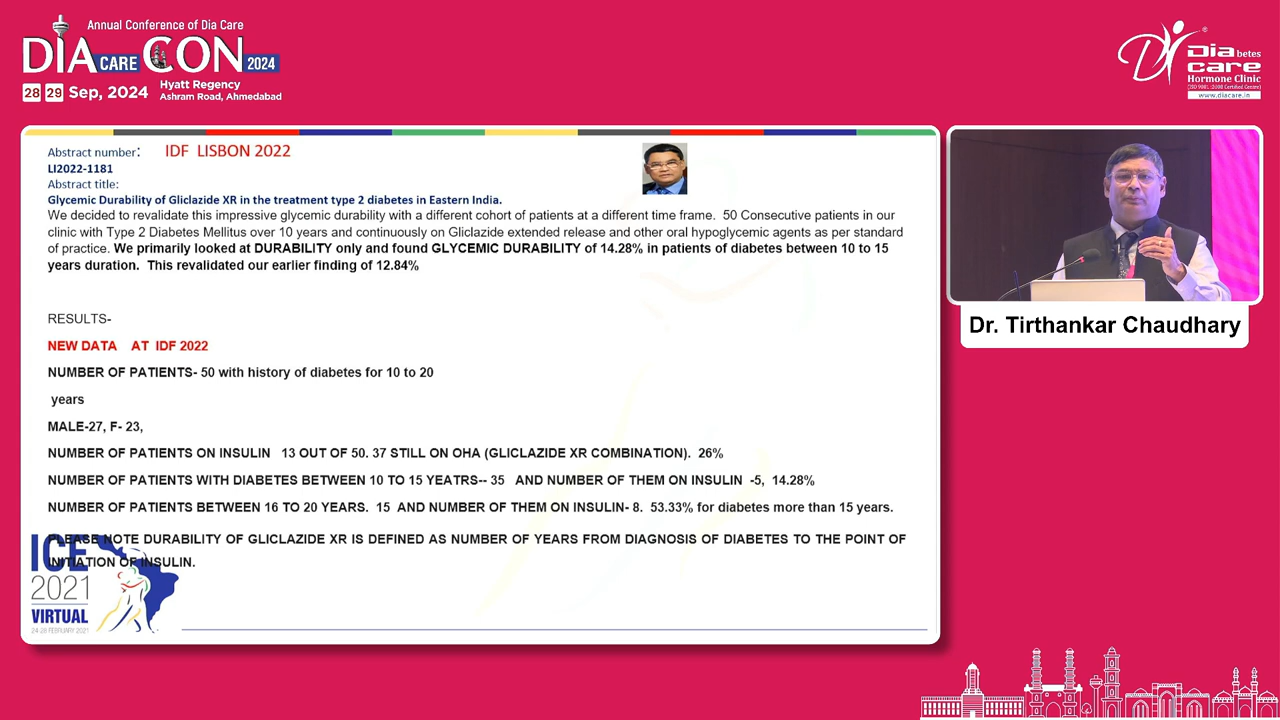 Annual Conference of Dia Care
DIA CARE CON 2024
28 29 Sep, 2024
Hyatt Regency
Ashram Road, Ahmedabad
Diabetes
care
Hormone Clinic
(ISO 9001 :2008 Certified Centre)
www.diacare.in
Abstract number: IDF LISBON 2022
LI2022-1181
Abstract title:
Glycemic Durability of Gliclazide XR in the treatment type 2 diabetes in Eastern India.
We decided to revalidate this impressive glycemic durability with a different cohort of patients at a different time frame. 50 Consecutive patients in our
clinic with Type 2 Diabetes Mellitus over 10 years and continuously on Gliclazide extended release and other oral hypoglycemic agents as per standard
of practice. We primarily looked at DURABILITY only and found GLYCEMIC DURABILITY of 14.28% in patients of diabetes between 10 to 15
years duration. This revalidated our earlier finding of 12.84%
RESULTS-
NEW DATA AT IDF 2022
NUMBER OF PATIENTS- 50 with history of diabetes for 10 to 20
years
MALE-27, F- 23,
NUMBER OF PATIENTS ON INSULIN 13 OUT OF 50. 37 STILL ON OHA (GLICLAZIDE XR COMBINATION). 26%
NUMBER OF PATIENTS WITH DIABETES BETWEEN 10 TO 15 YEATRS-- 35 AND NUMBER OF THEM ON INSULIN -5, 14.28%
NUMBER OF PATIENTS BETWEEN 16 TO 20 YEARS. 15 AND NUMBER OF THEM ON INSULIN- 8. 53.33% for diabetes more than 15 years.
PLEASE NOTE DURABILITY OF GLICLAZIDE XR IS DEFINED AS NUMBER OF YEARS FROM DIAGNOSIS OF DIABETES TO THE POINT OF
INITIATION OF INSULIN.
ICE
2021
VIRTUAL
24-28 FEBRUARY 2021
Dr. Tirthankar Chaudhary